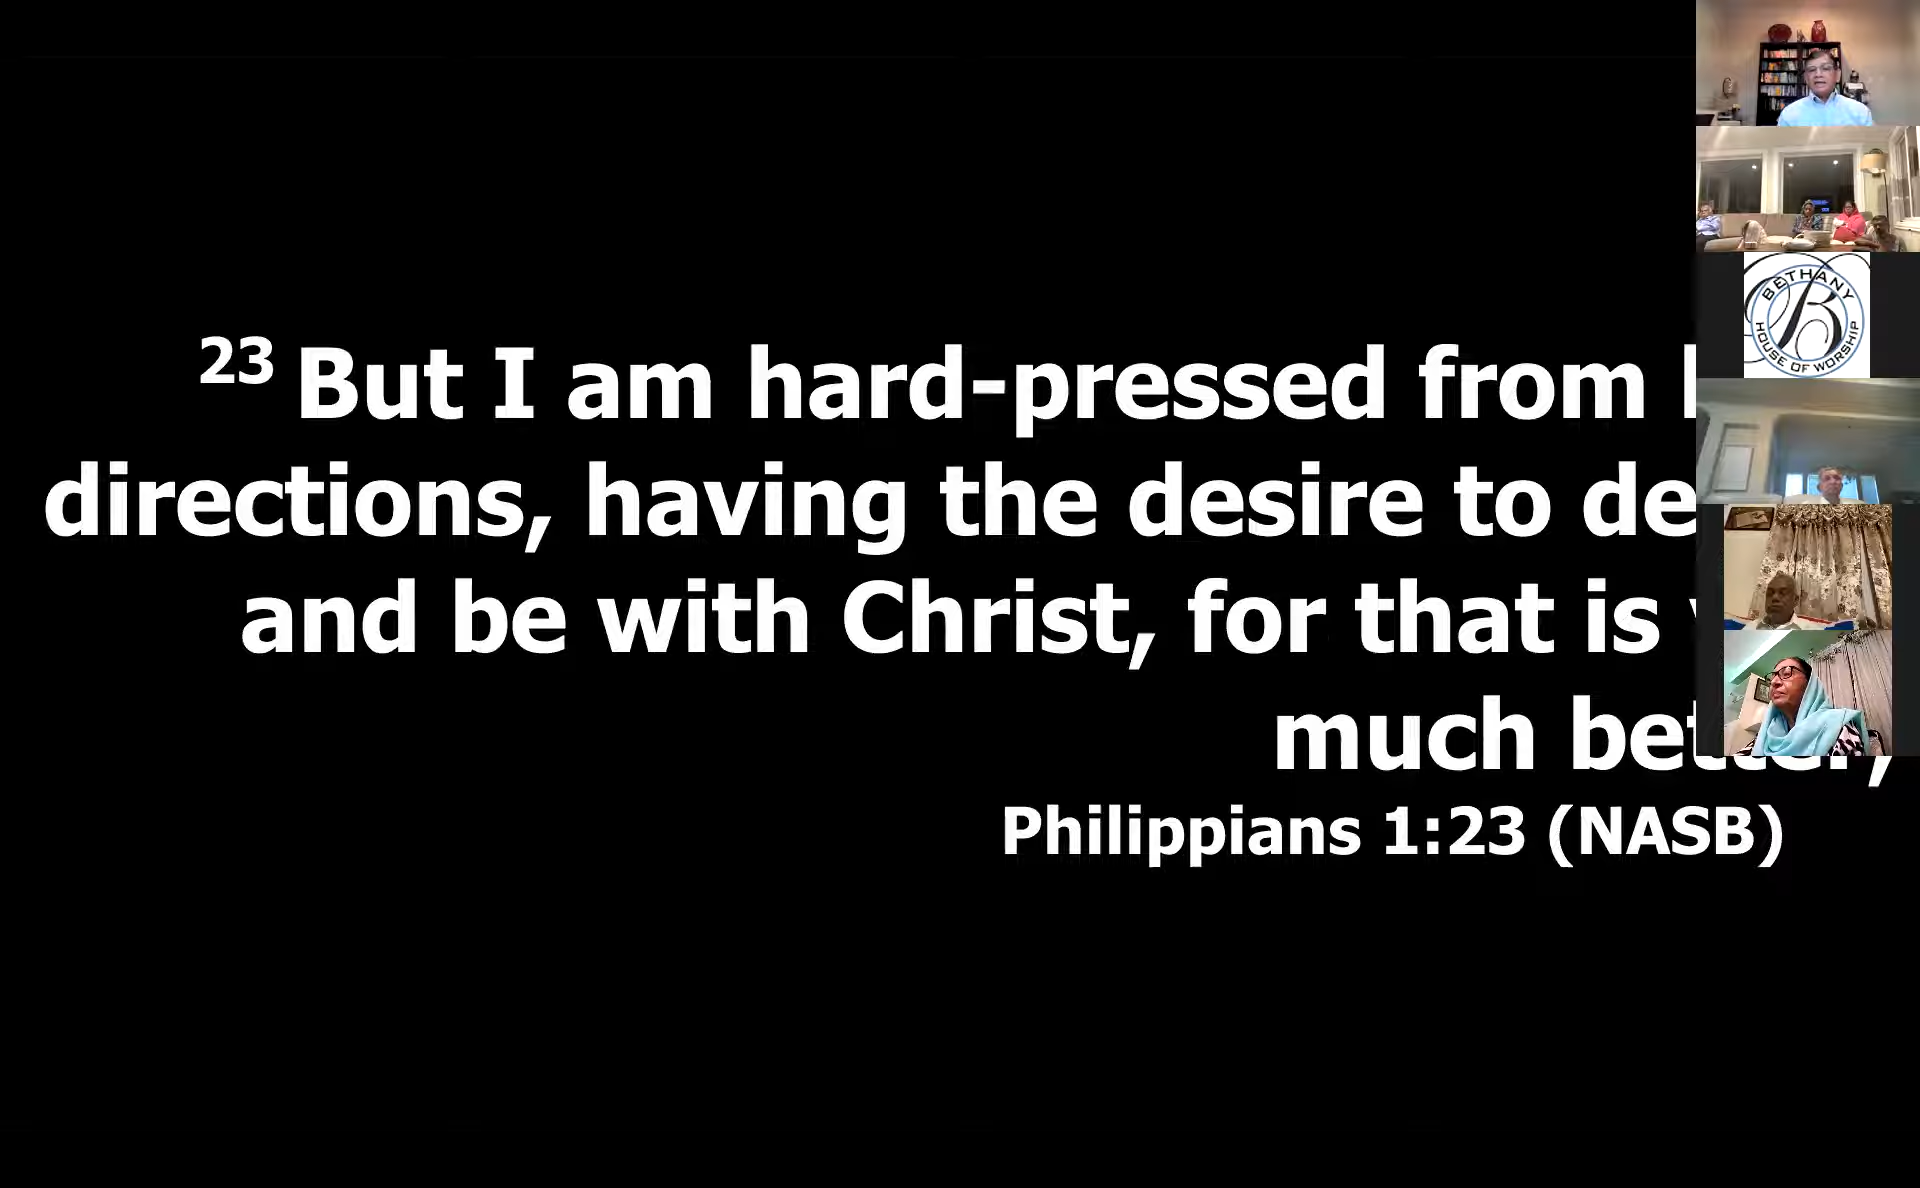 23 But I am hard-pressed from
directions, having the desire to de
and be with Christ, for that is
much better,
Philippians 1:23 (NASB)
BETHANY
B
HOUSE OF WORSHIP